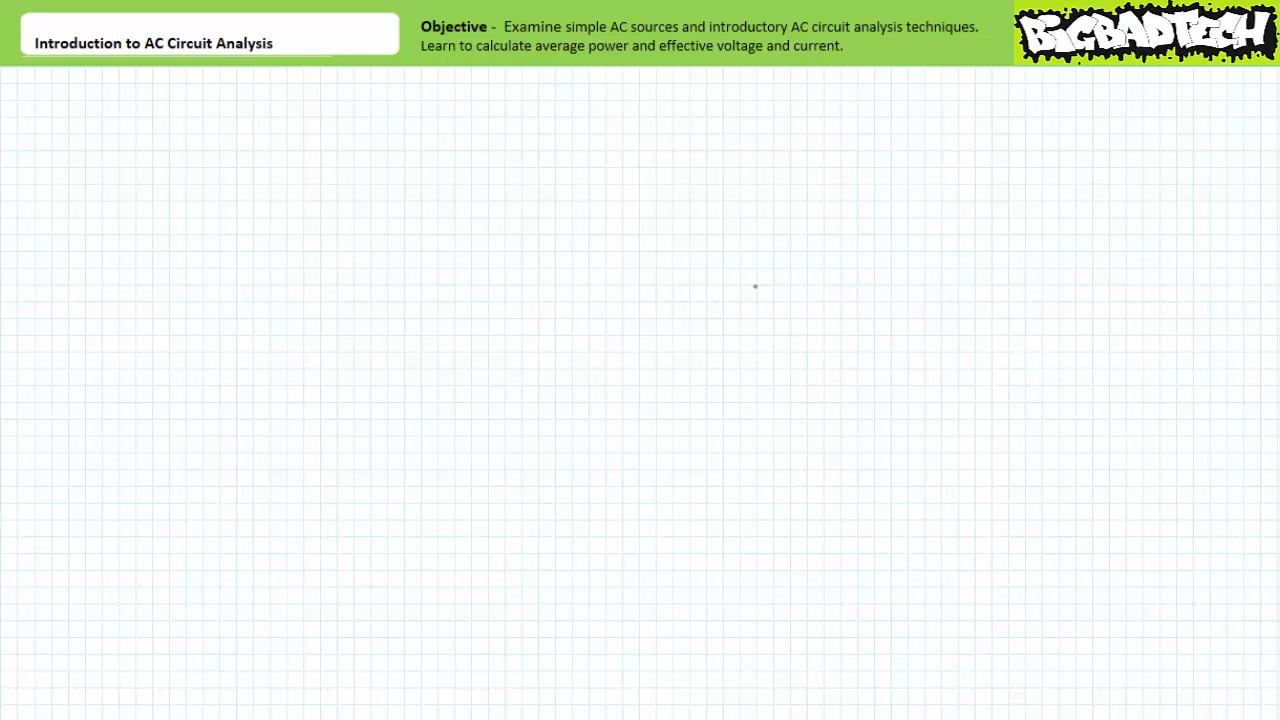 Introduction to AC Circuit Analysis
Objective - Examine simple AC sources and introductory AC circuit analysis techniques.
Learn to calculate average power and effective voltage and current.
BIGBADTECH